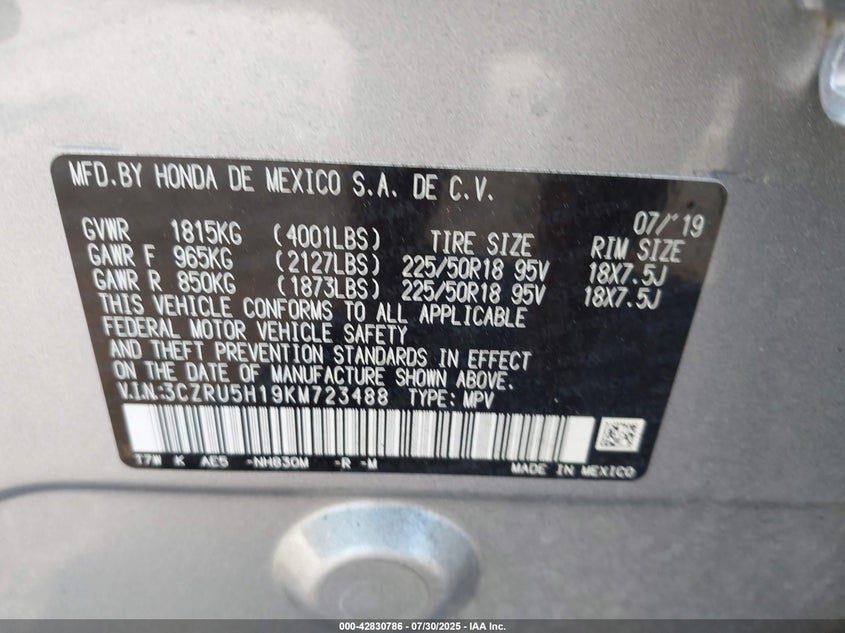 MFD.BY HONDA DE MEXICO S.A. DE C.V.
07/'19
GVWR 1815KG (4001LBS) TIRE SIZE RIM SIZE
GAWR F 965KG (2127LBS) 225/50R18 95V 18X7.5J
GAWR R 850KG (1873LBS) 225/50R18 95V 18X7.5J
THIS VEHICLE CONFORMS TO ALL APPLICABLE
FEDERAL MOTOR VEHICLE SAFETY
AND THEFT PREVENTION STANDARDS IN EFFECT
ON THE DATE OF MANUFACTURE SHOWN ABOVE.
V.I.N:3CZRU5H19KM723488 TYPE: MPV
T7W K AE5 -NH830M -R -M MADE IN MEXICO
000-42830786 - 07/30/2025 - © IAA Inc.